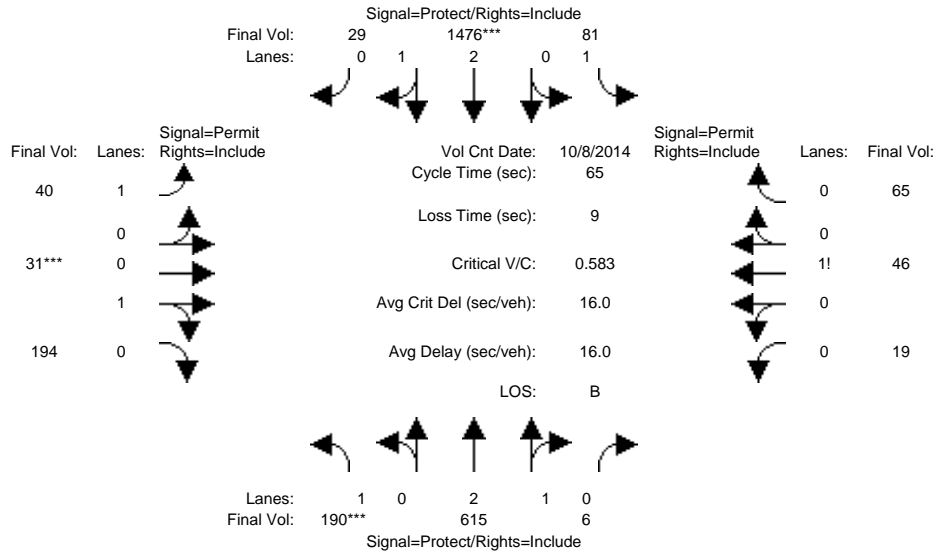 Signal=Protect/Rights=Include
Final Vol: 29 1476*** 81
Lanes: 0 1 2 0 1
Signal=Permit Signal=Permit
Final Vol: Lanes: Rights=Include Vol Cnt Date: 10/8/2014 Rights=Include Lanes: Final Vol:
Cycle Time (sec): 65
40 1 0 65
Loss Time (sec): 9
0 0
31*** 0 Critical V/C: 0.583 1! 46
1 Avg Crit Del (sec/veh): 16.0 0
194 0 Avg Delay (sec/veh): 16.0 0 19
LOS: B
Lanes: 1 0 2 1 0
Final Vol: 190*** 615 6
Signal=Protect/Rights=Include